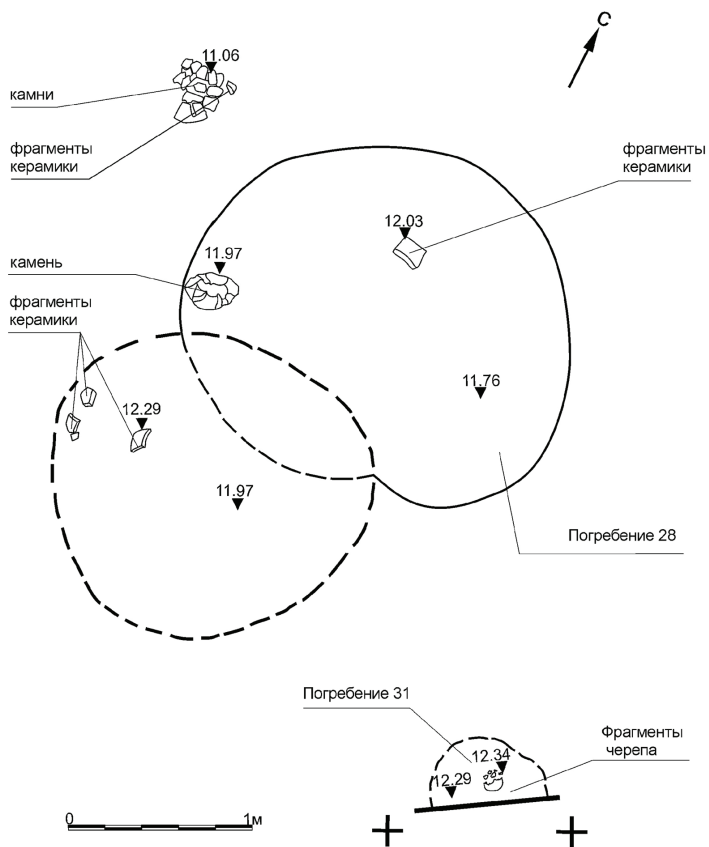 С
11.06
камни
фрагменты
керамики
фрагменты
керамики
12.03
11.97
камень
фрагменты
керамики
11.76
12.29
11.97
Погребение 28
Погребение 31
Фрагменты
черепа
12.34
12.29
0
1м